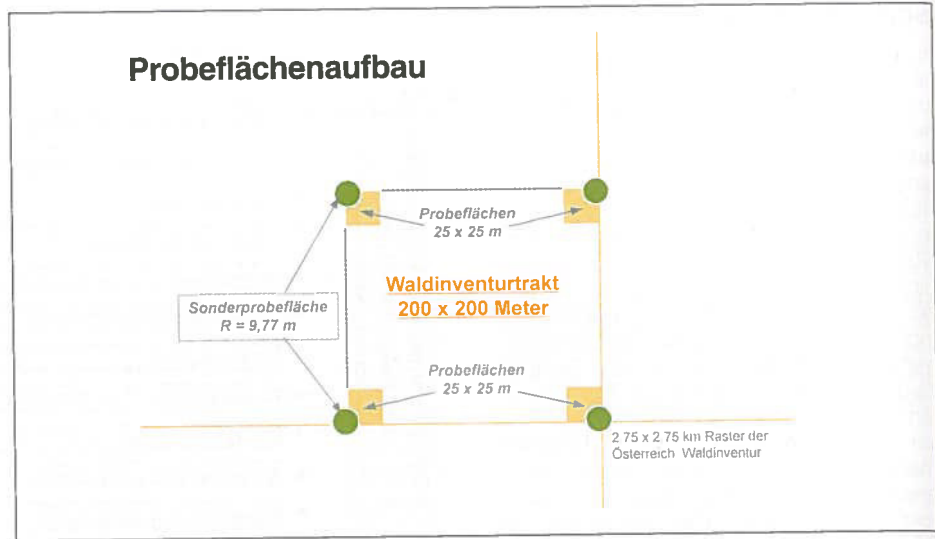 Probeflächenaufbau
Probeflächen
25 x 25 m
Waldinventurtrakt
200 x 200 Meter
Sonderprobefläche
R = 9,77 m
Probeflächen
25 x 25 m
2 75 x 2 75 km Raster der
Österreich Waldinventur